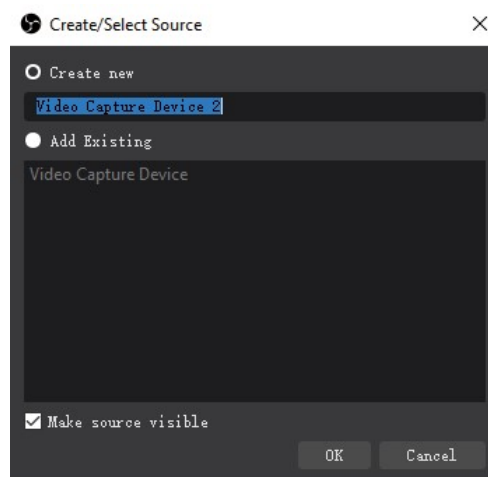 Create/Select Source
Create new
Video Capture Device 2
Add Existing
Video Capture Device
Make source visible
OK Cancel